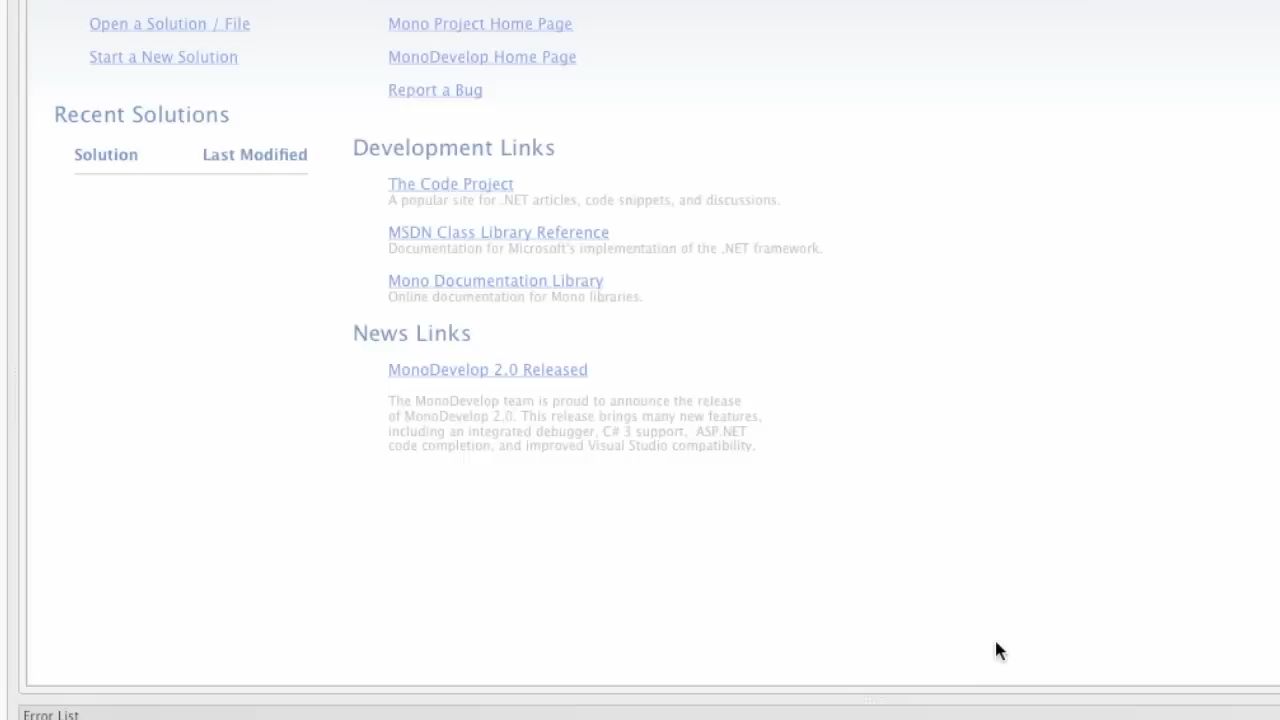 Open a Solution / File
Start a New Solution
Recent Solutions
Solution Last Modified
Mono Project Home Page
MonoDevelop Home Page
Report a Bug
Development Links
The Code Project
A popular site for .NET articles, code snippets, and discussions.
MSDN Class Library Reference
Documentation for Microsoft's implementation of the .NET framework.
Mono Documentation Library
Online documentation for Mono libraries.
News Links
MonoDevelop 2.0 Released
The MonoDevelop team is proud to announce the release
of MonoDevelop 2.0. This release brings many new features,
including an integrated debugger, C# 3 support, ASP.NET
code completion, and improved Visual Studio compatibility.
Error List